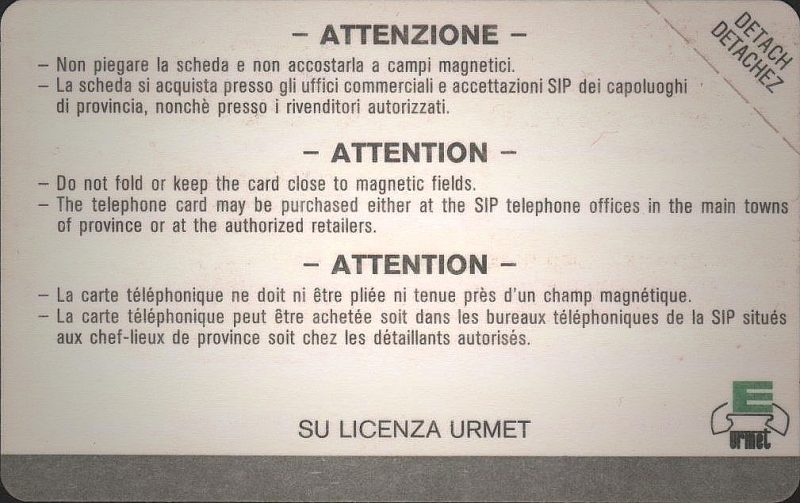 – ATTENZIONE –
DETACH
DETACHEZ
– Non piegare la scheda e non accostarla a campi magnetici.
– La scheda si acquista presso gli uffici commerciali e accettazioni SIP dei capoluoghi
di provincia, nonchè presso i rivenditori autorizzati.
– ATTENTION –
– Do not fold or keep the card close to magnetic fields.
– The telephone card may be purchased either at the SIP telephone offices in the main towns
of province or at the authorized retailers.
– ATTENTION –
– La carte téléphonique ne doit ni être pliée ni tenue près d'un champ magnétique.
– La carte téléphonique peut être achetée soit dans les bureaux téléphoniques de la SIP situés
aux chef-lieux de province soit chez les détaillants autorisés.
SU LICENZA URMET
E
urmet